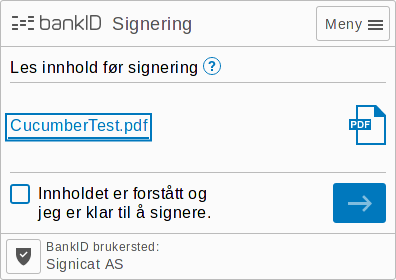 bankID Signering
Meny
Les innhold før signering ?
CucumberTest.pdf
PDF
Innholdet er forstått og
jeg er klar til å signere.
BankID brukersted:
Signicat AS